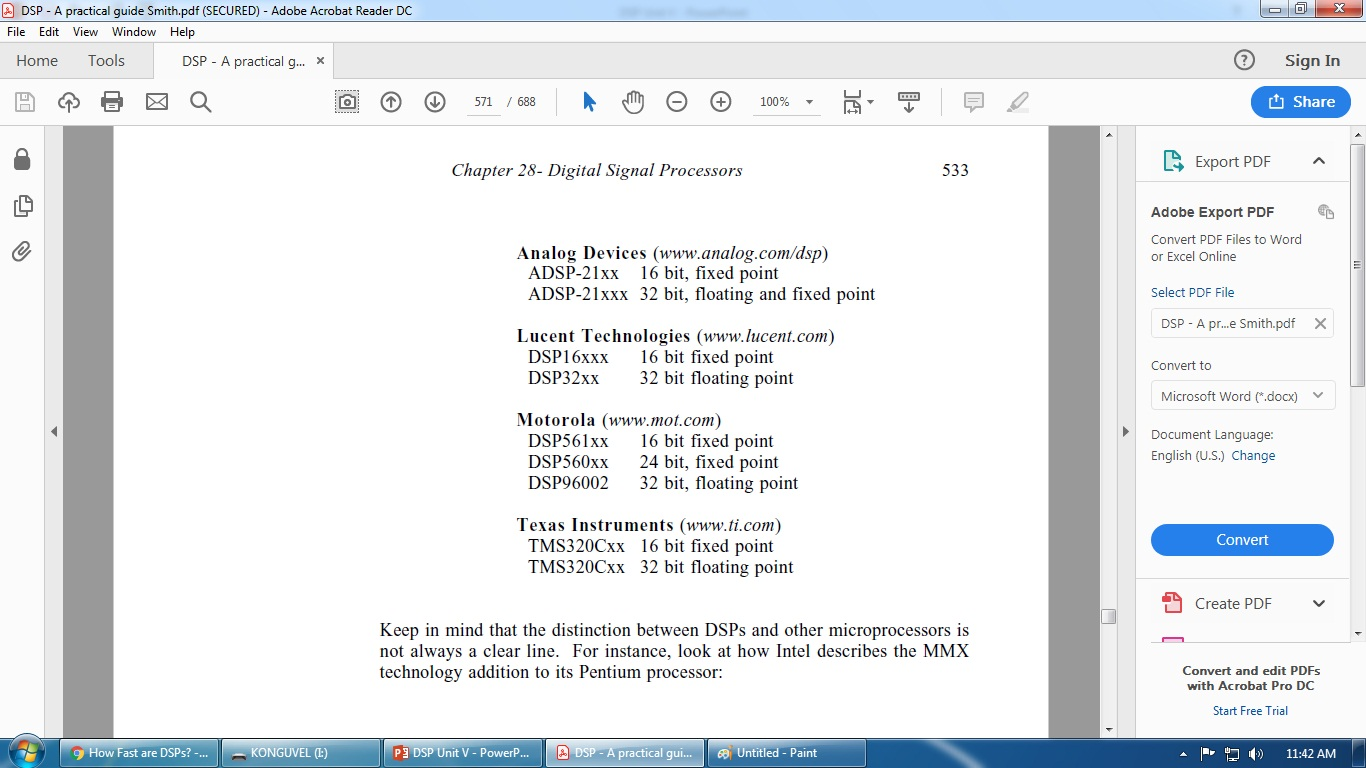 DSP - A practical guide Smith.pdf (SECURED) - Adobe Acrobat Reader DC
File Edit View Window Help
Home Tools DSP - A practical g... × Sign In
571 / 688 100% Share
Chapter 28- Digital Signal Processors 533
Analog Devices (www.analog.com/dsp)
ADSP-21xx 16 bit, fixed point
ADSP-21xxx 32 bit, floating and fixed point
Lucent Technologies (www.lucent.com)
DSP16xxx 16 bit fixed point
DSP32xx 32 bit floating point
Motorola (www.mot.com)
DSP561xx 16 bit fixed point
DSP560xx 24 bit, fixed point
DSP96002 32 bit, floating point
Texas Instruments (www.ti.com)
TMS320Cxx 16 bit fixed point
TMS320Cxx 32 bit floating point
Keep in mind that the distinction between DSPs and other microprocessors is
not always a clear line. For instance, look at how Intel describes the MMX
technology addition to its Pentium processor:
Export PDF
Adobe Export PDF
Convert PDF Files to Word
or Excel Online
Select PDF File
DSP - A pr...e Smith.pdf
Convert to
Microsoft Word (*.docx)
Document Language:
English (U.S.) Change
Convert
Create PDF
Convert and edit PDFs
with Acrobat Pro DC
Start Free Trial
How Fast are DSPs? -... KONGUVEL (I:) DSP Unit V - PowerP... DSP - A practical gui... Untitled - Paint 11:42 AM